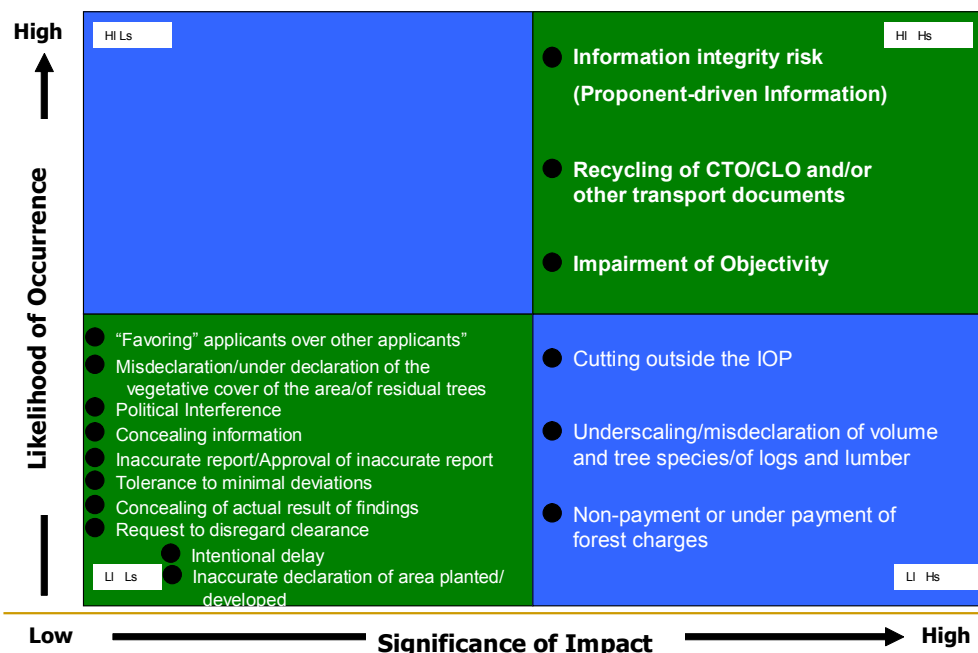 High
HI Ls
HI Hs
Information integrity risk
(Proponent-driven Information)
Recycling of CTO/CLO and/or
other transport documents
Impairment of Objectivity
Likelihood of Occurrence
“Favoring” applicants over other applicants”
Misdeclaration/under declaration of the
vegetative cover of the area/of residual trees
Political Interference
Concealing information
Inaccurate report/Approval of inaccurate report
Tolerance to minimal deviations
Concealing of actual result of findings
Request to disregard clearance
Intentional delay
Inaccurate declaration of area planted/
developed
LI Ls
Cutting outside the IOP
Underscaling/misdeclaration of volume
and tree species/of logs and lumber
Non-payment or under payment of
forest charges
LI Hs
Low
Significance of Impact
High